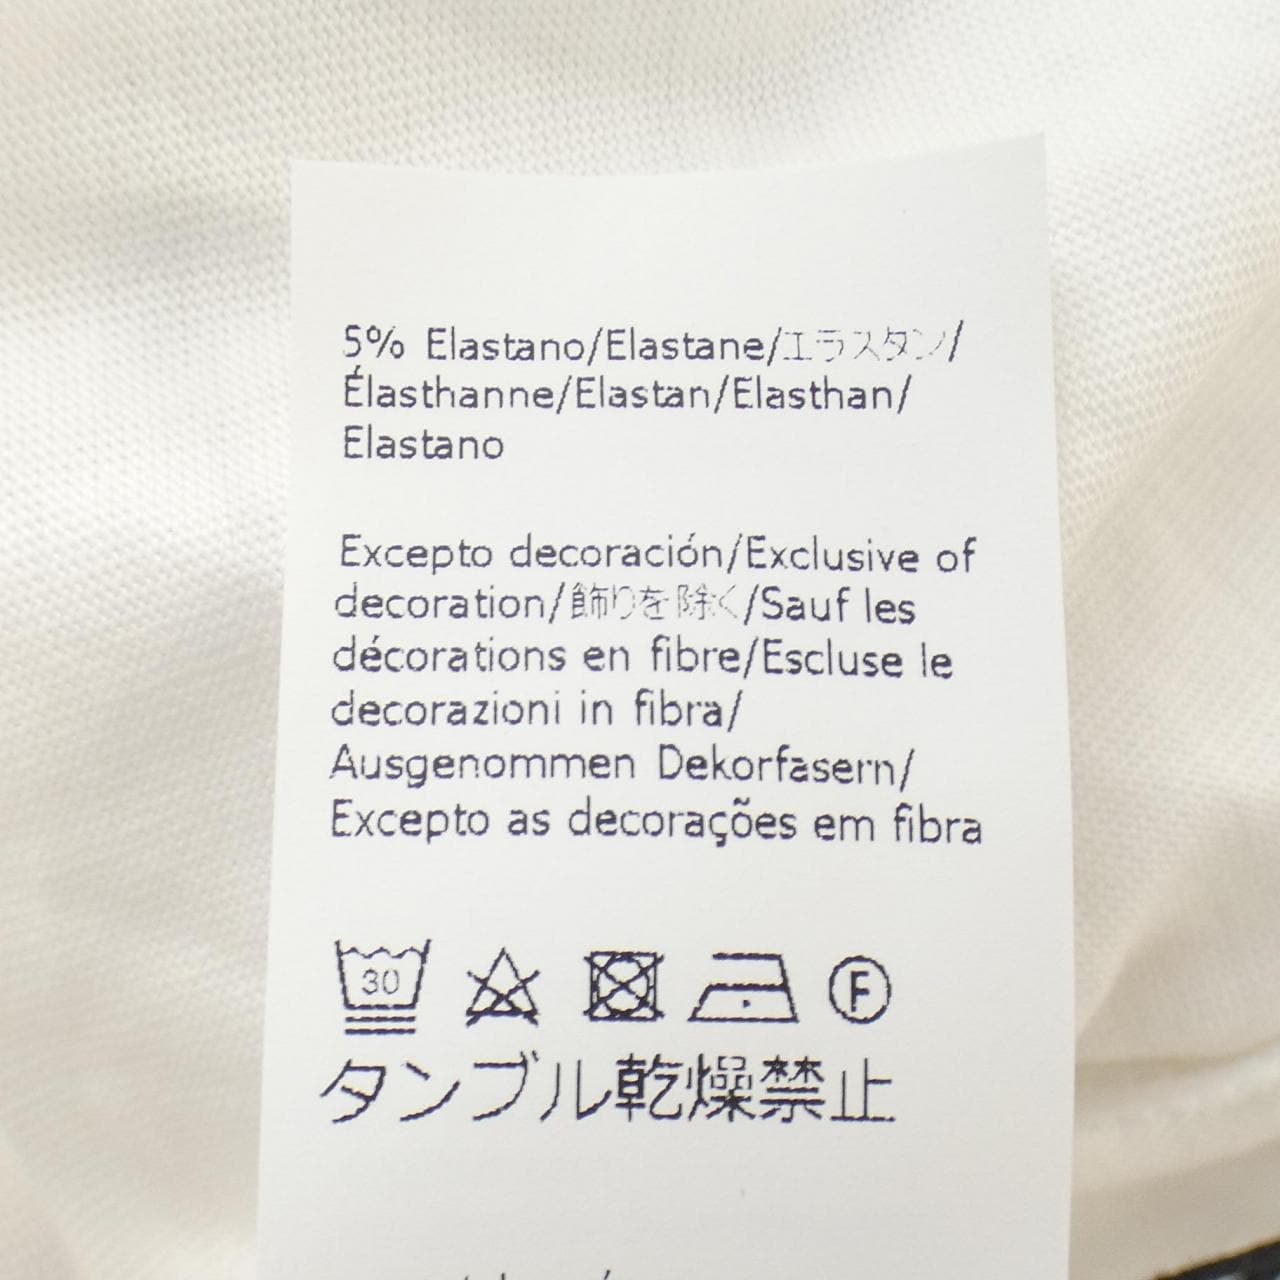 5% Elastano/Elastane/エラスタン/
Élasthanne/Elastan/Elasthan/
Elastano
Excepto decoración/Exclusive of
decoration/飾りを除く/Sauf les
décorations en fibre/Escluse le
decorazioni in fibra/
Ausgenommen Dekorfasern/
Excepto as decorações em fibra
30 F
タンブル乾燥禁止